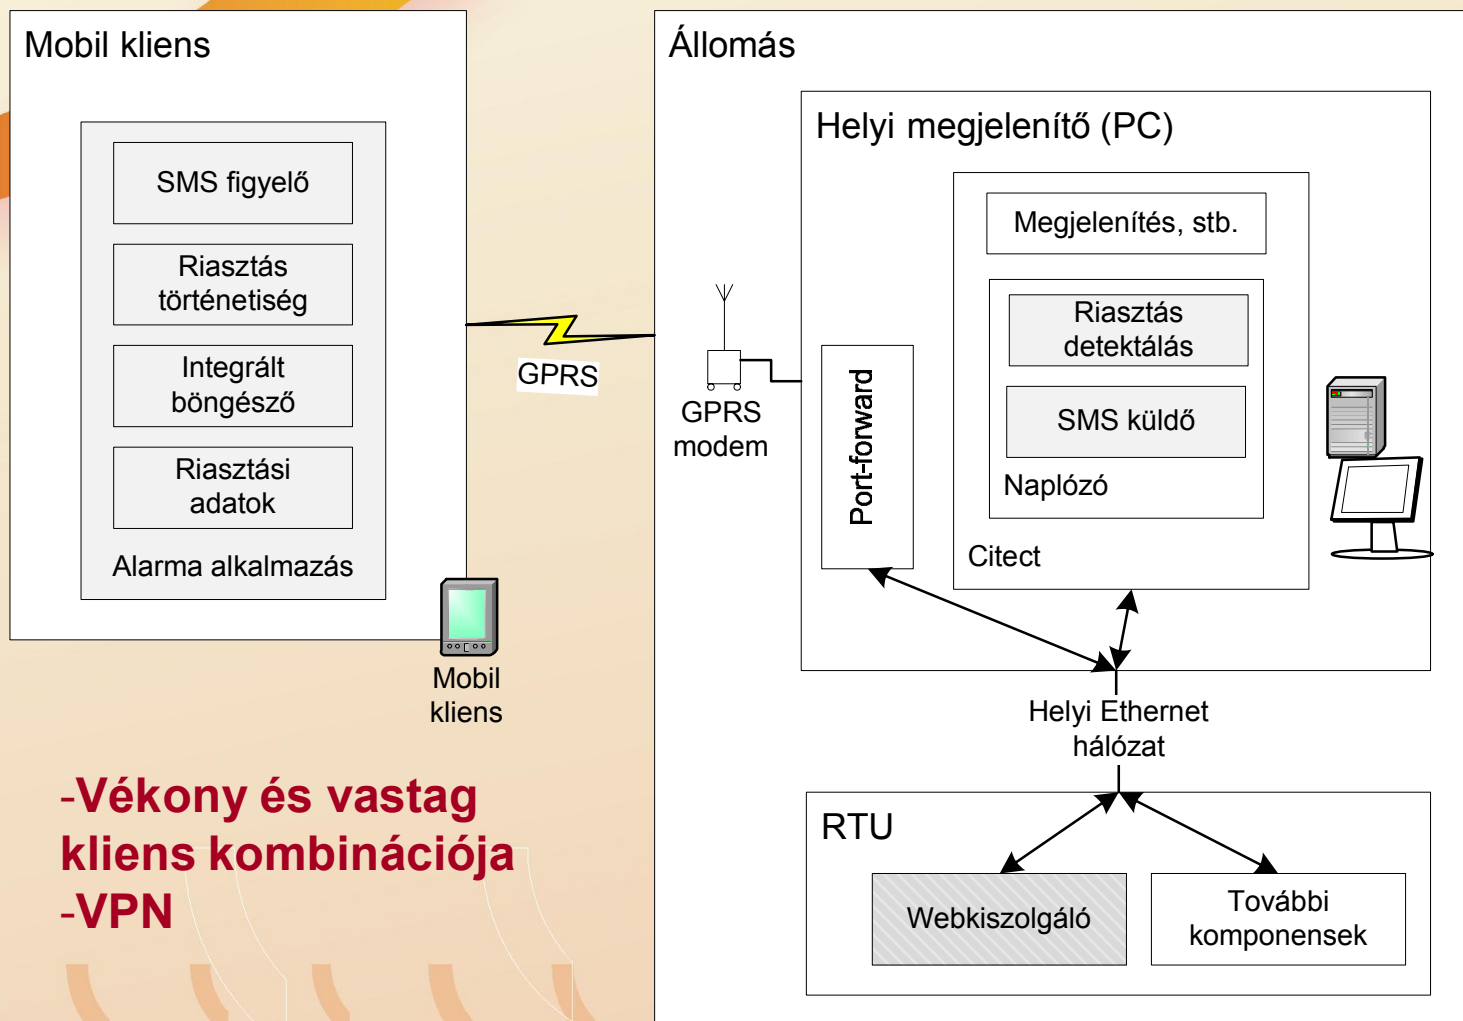 Mobil kliens
SMS figyelő
Riasztás
történetiség
Integrált
böngésző
Riasztási
adatok
Alarma alkalmazás
Mobil
kliens
GPRS
Állomás
GPRS
modem
Helyi megjelenítő (PC)
Port-forward
Megjelenítés, stb.
Riasztás
detektálás
SMS küldő
Naplózó
Citect
Helyi Ethernet
hálózat
RTU
Webkiszolgáló
További
komponensek
-Vékony és vastag
kliens kombinációja
-VPN